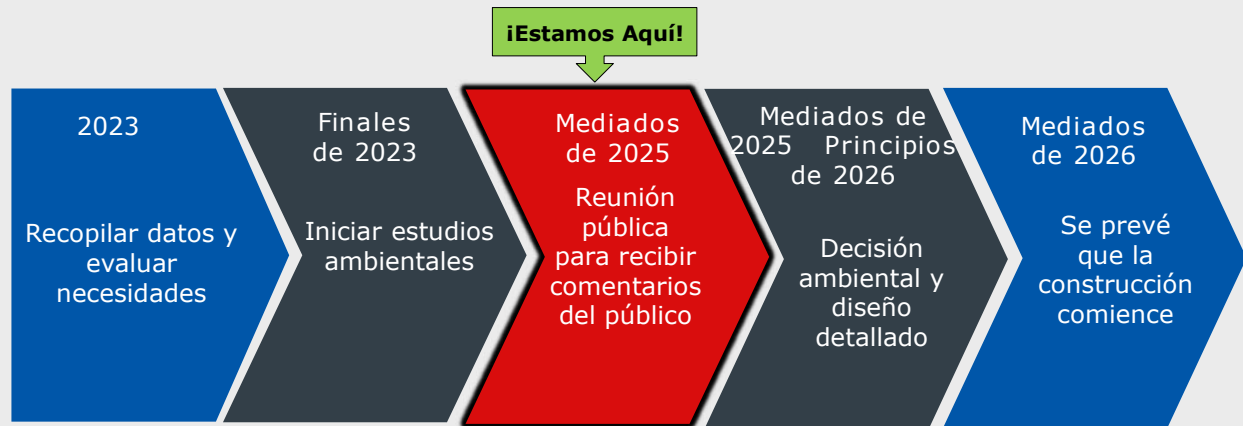 ¡Estamos Aquí!
2023
Recopilar datos y
evaluar
necesidades
Finales
de 2023
Iniciar estudios
ambientales
Mediados
de 2025
Reunión
pública
para recibir
comentarios
del público
Mediados de
2025 Principios
de 2026
Decisión
ambiental y
diseño
detallado
Mediados
de 2026
Se prevé
que la
construcción
comience